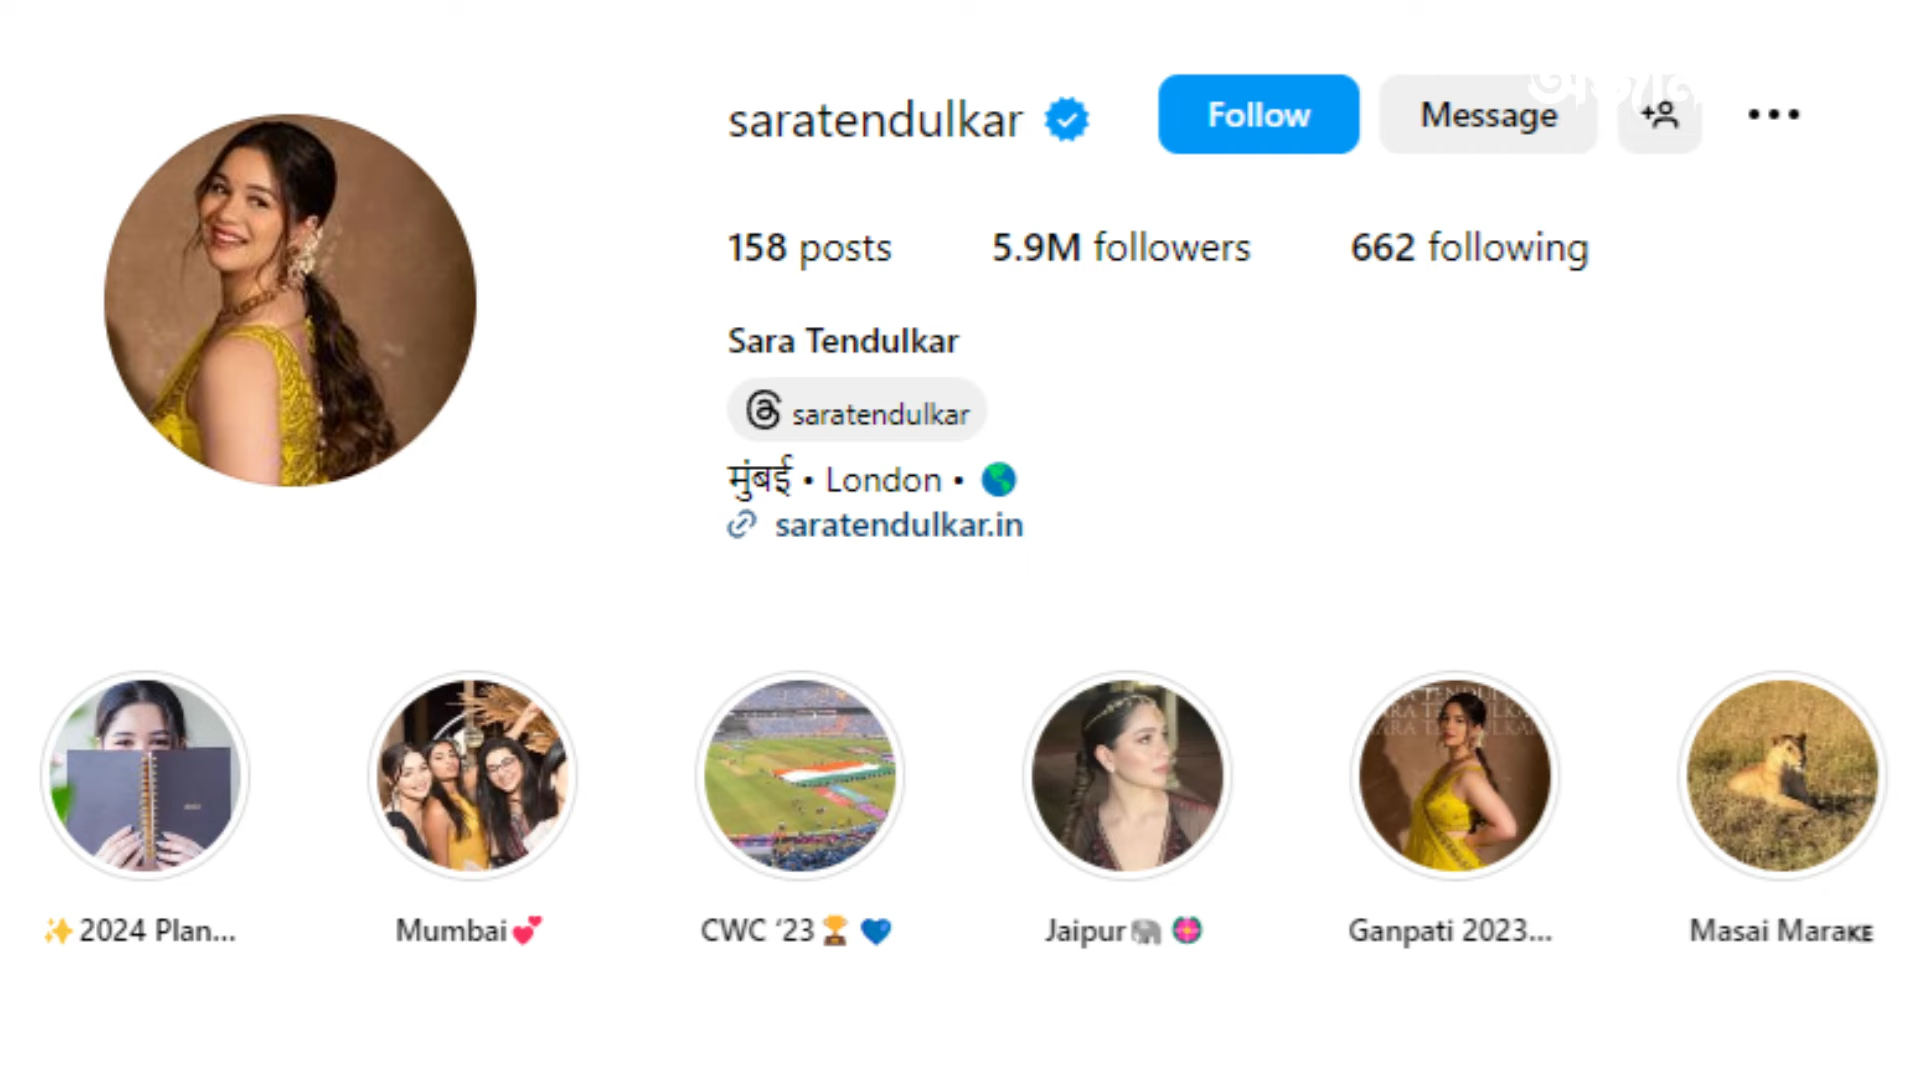 saratendulkar
Follow
Message
158 posts
5.9M followers
662 following
Sara Tendulkar
saratendulkar
मुंबई • London • 🌎
saratendulkar.in
✨2024 Plan...
Mumbai💕
CWC ‘23🏆💙
Jaipur🐘🪷
Ganpati 2023...
Masai Mara🇰🇪